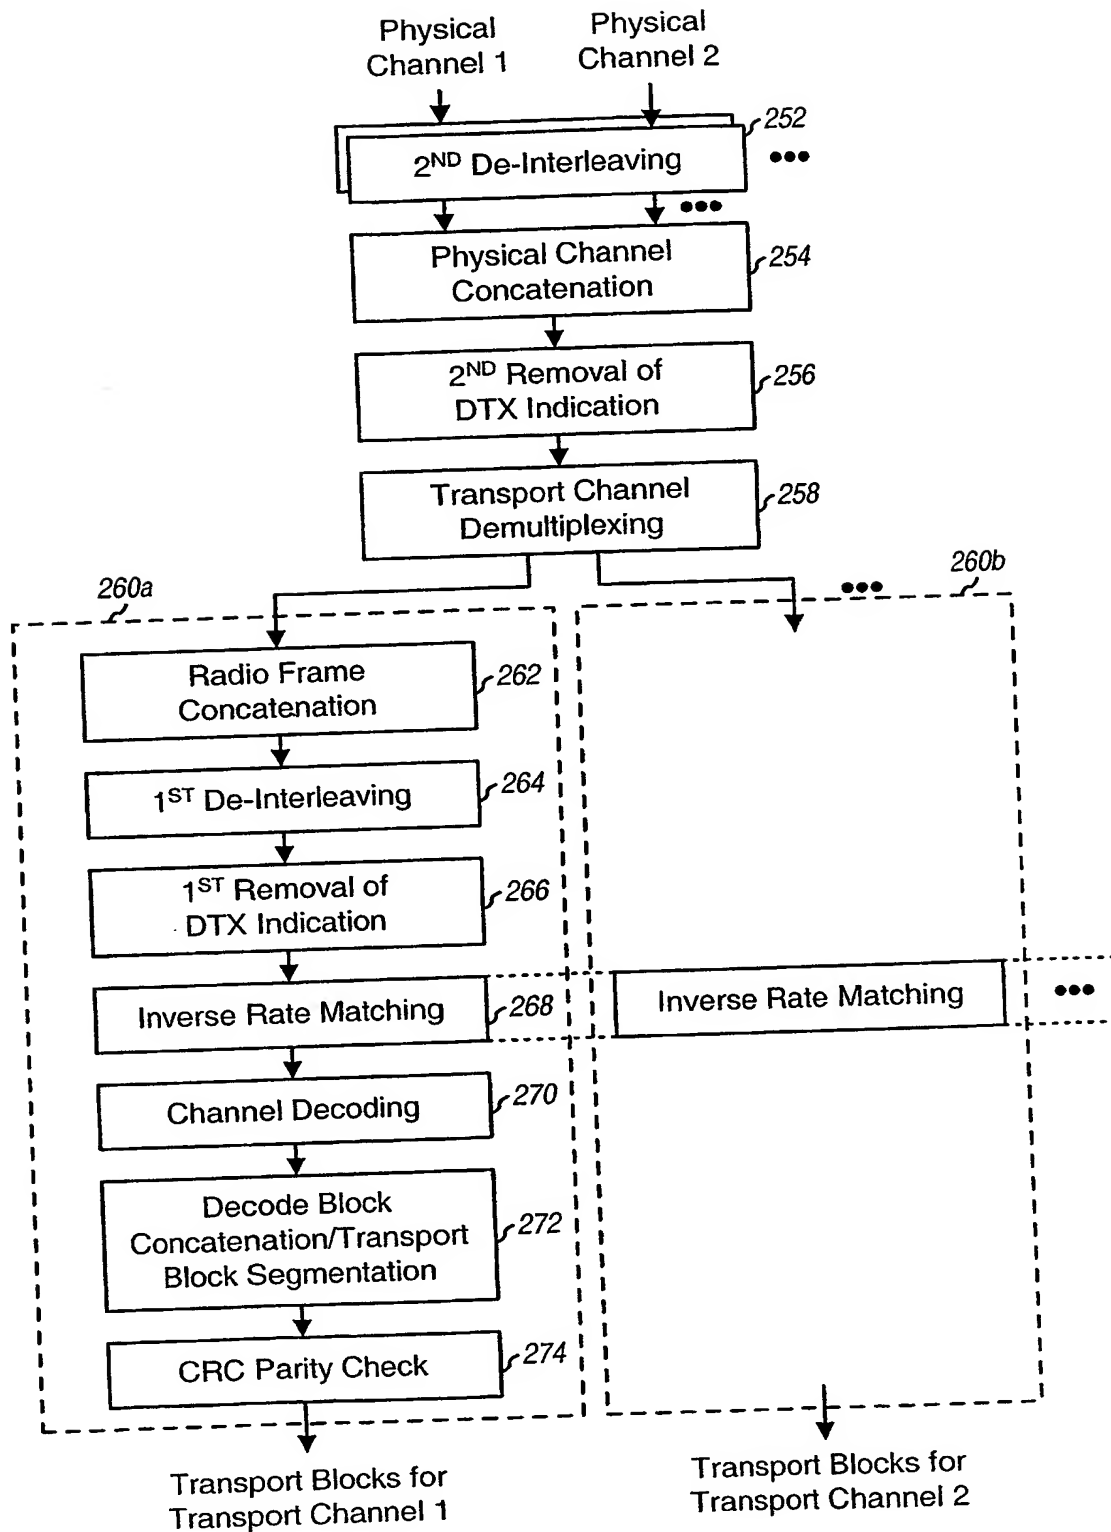 Physical
Channel 1
Physical
Channel 2
252
2ND De-Interleaving
Physical Channel
Concatenation
254
2ND Removal of
DTX Indication
256
Transport Channel
Demultiplexing
258
260a
260b
Radio Frame
Concatenation
262
1ST De-Interleaving
264
1ST Removal of
DTX Indication
266
Inverse Rate Matching
268
Inverse Rate Matching
Channel Decoding
270
Decode Block
Concatenation/Transport
Block Segmentation
272
CRC Parity Check
274
Transport Blocks for
Transport Channel 1
Transport Blocks for
Transport Channel 2